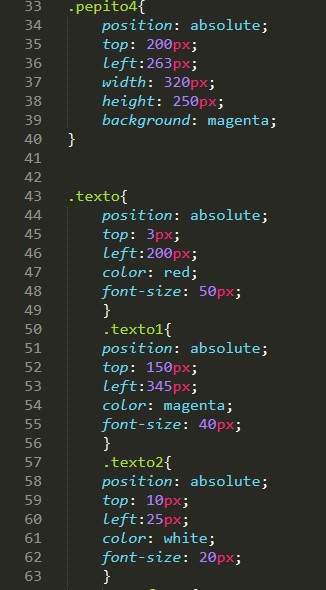 33 .pepito4{
34 position: absolute;
35 top: 200px;
36 left:263px;
37 width: 320px;
38 height: 250px;
39 background: magenta;
40 }
41
42
43 .texto{
44 position: absolute;
45 top: 3px;
46 left:200px;
47 color: red;
48 font-size: 50px;
49 }
50 .texto1{
51 position: absolute;
52 top: 150px;
53 left:345px;
54 color: magenta;
55 font-size: 40px;
56 }
57 .texto2{
58 position: absolute;
59 top: 10px;
60 left:25px;
61 color: white;
62 font-size: 20px;
63 }